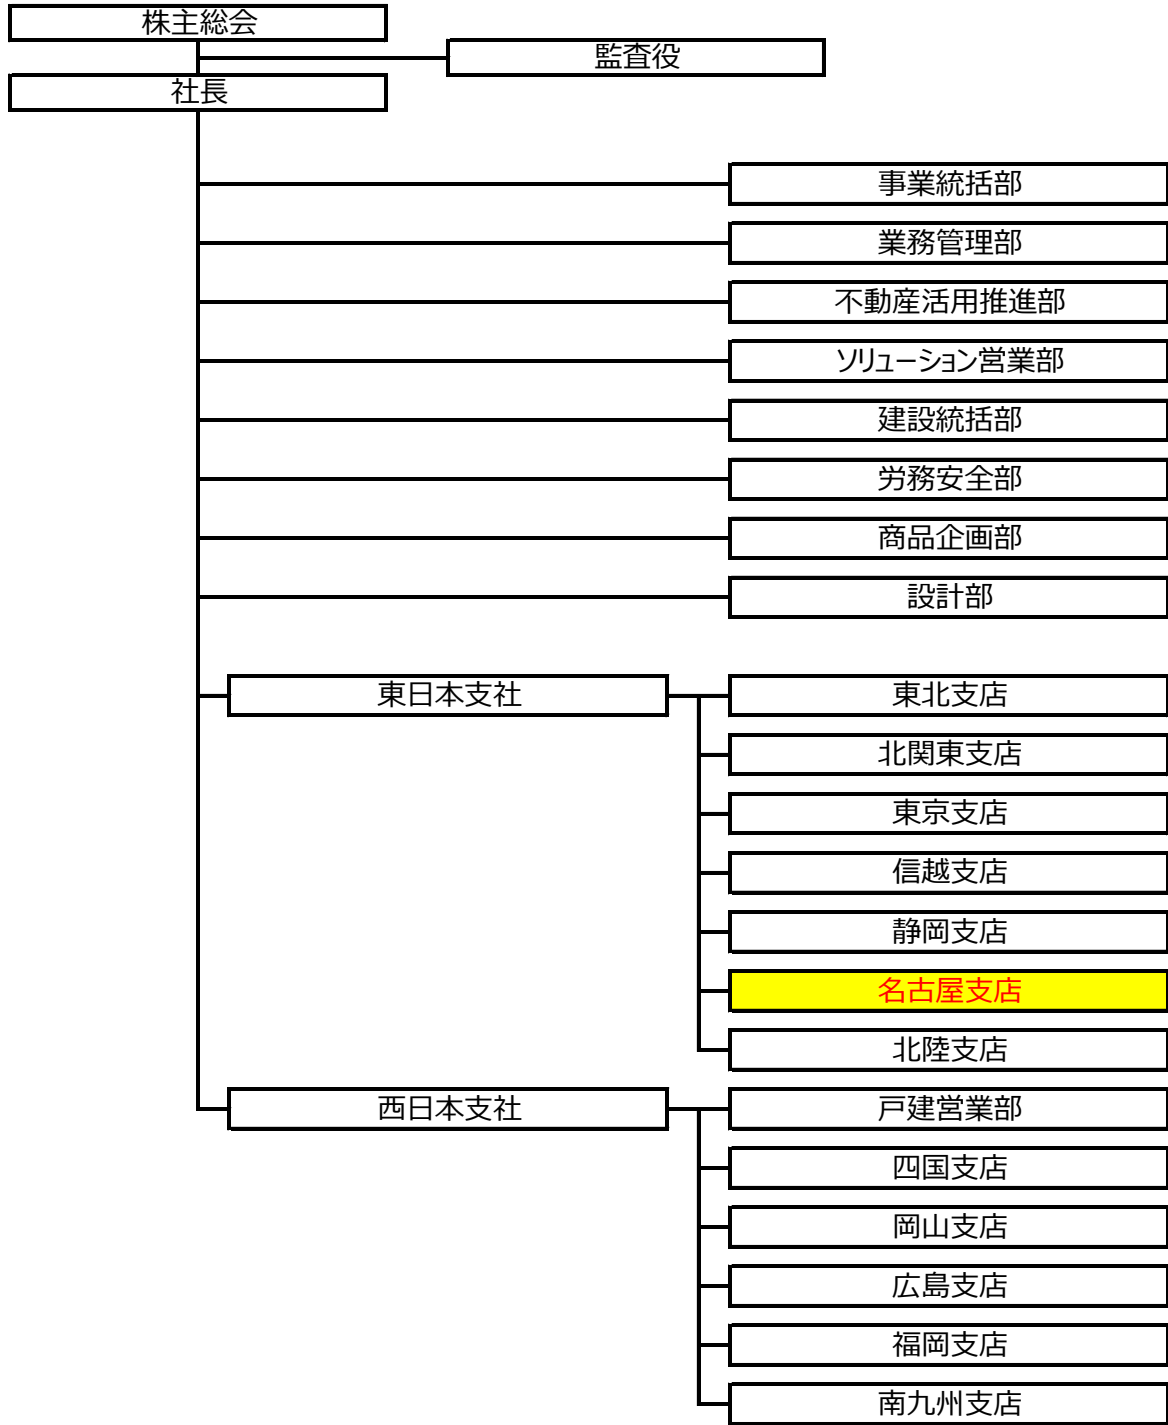 株主総会
監査役
社長
事業統括部
業務管理部
不動産活用推進部
ソリューション営業部
建設統括部
労務安全部
商品企画部
設計部
東日本支社
東北支店
北関東支店
東京支店
信越支店
静岡支店
名古屋支店
北陸支店
西日本支社
戸建営業部
四国支店
岡山支店
広島支店
福岡支店
南九州支店